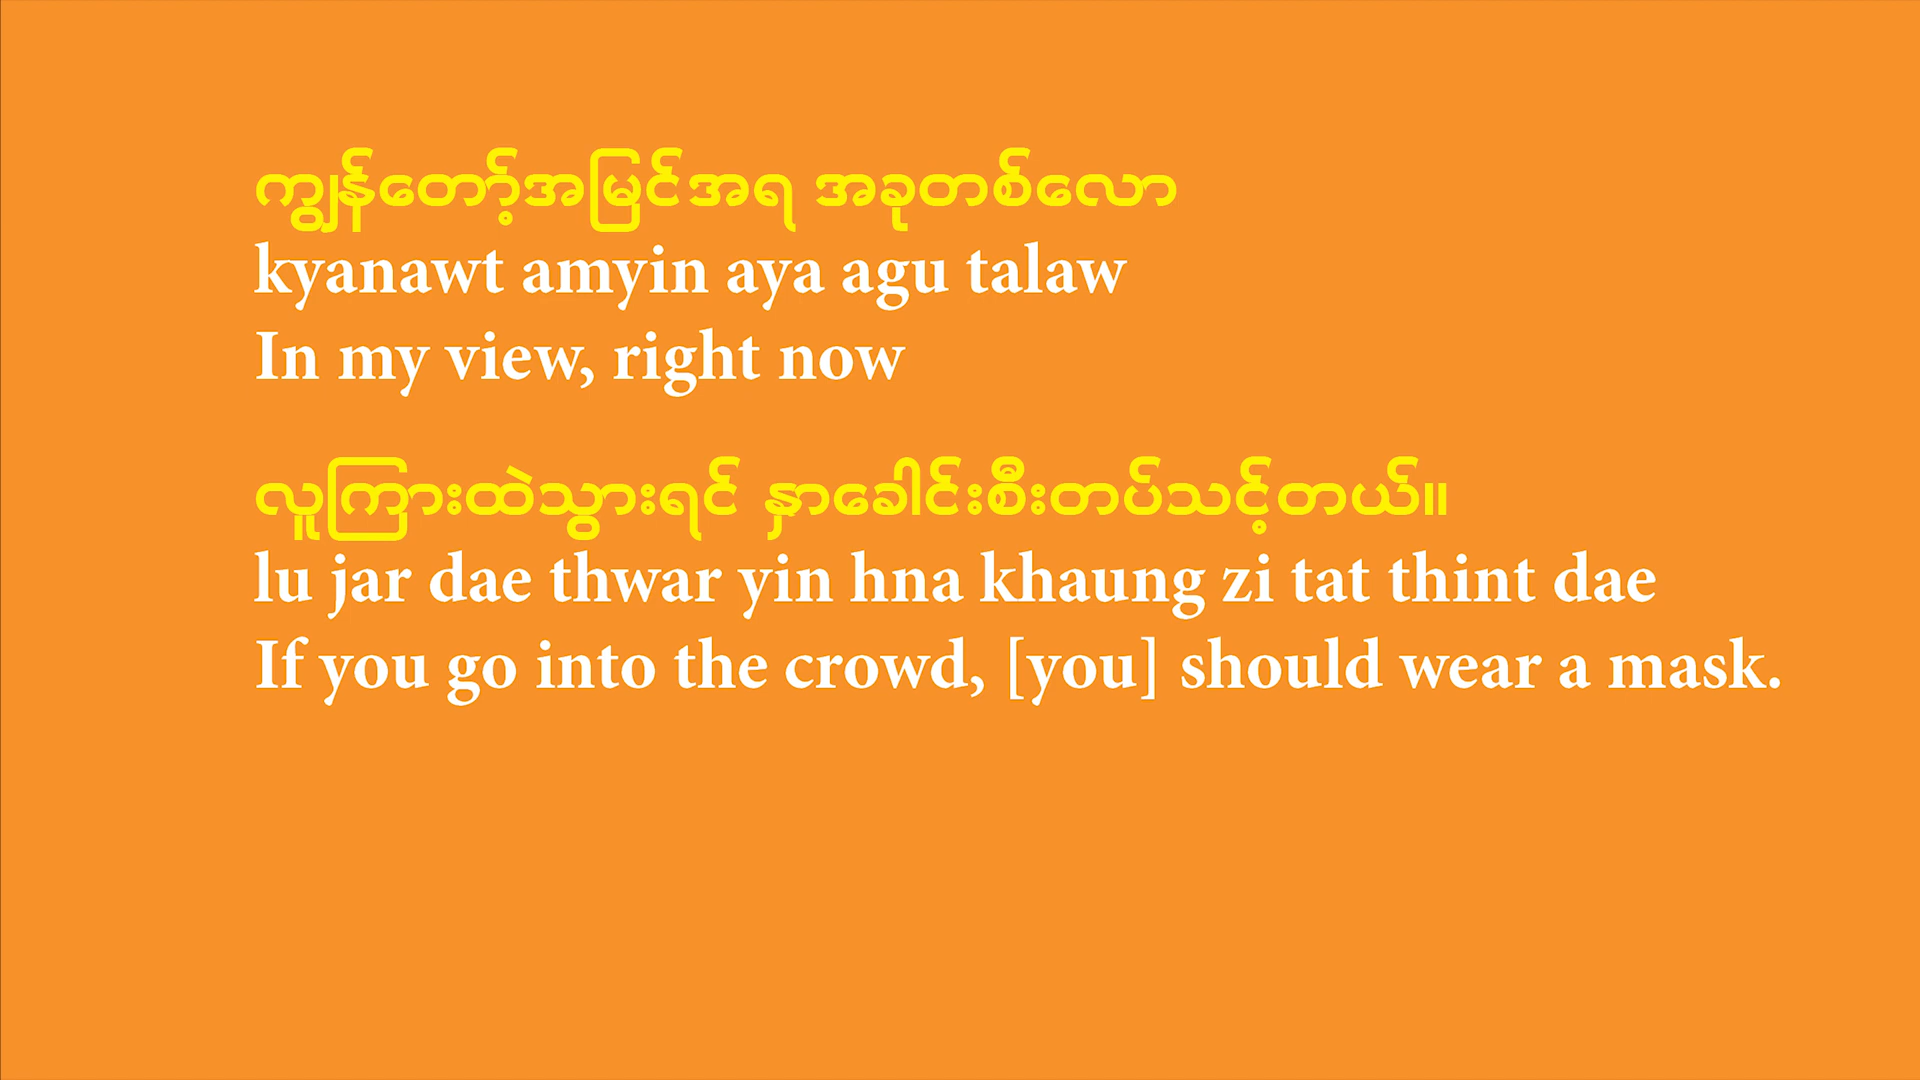 ကျွန်တော့်အမြင်အရ အခုတစ်လော
kyanawt amyin aya agu talaw
In my view, right now
လူကြားထဲသွားရင် နှာခေါင်းစီးတပ်သင့်တယ်။
lu jar dae thwar yin hna khaung zi tat thint dae
If you go into the crowd, [you] should wear a mask.